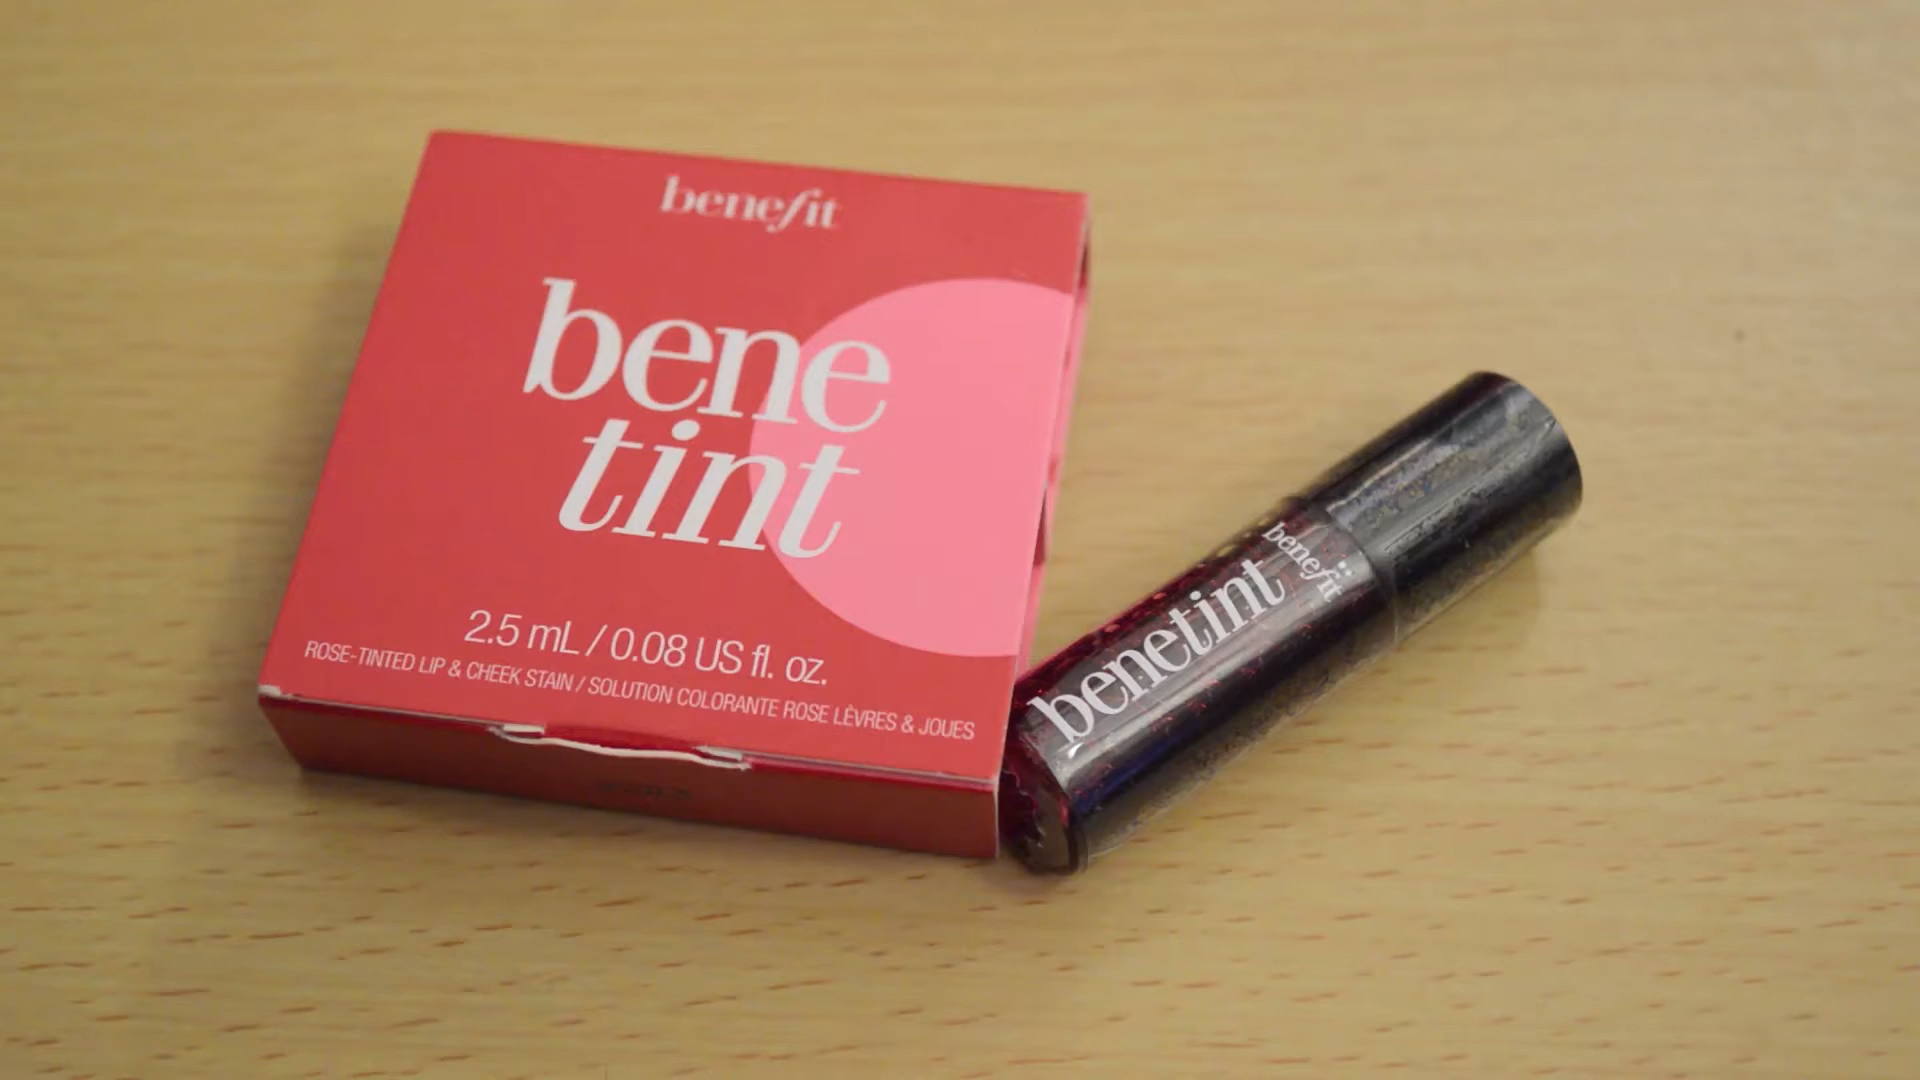 benefit
bene
tint
2.5 mL / 0.08 US fl. oz.
ROSE-TINTED LIP & CHEEK STAIN / SOLUTION COLORANTE ROSE LÈVRES & JOUES
benefit
benetint